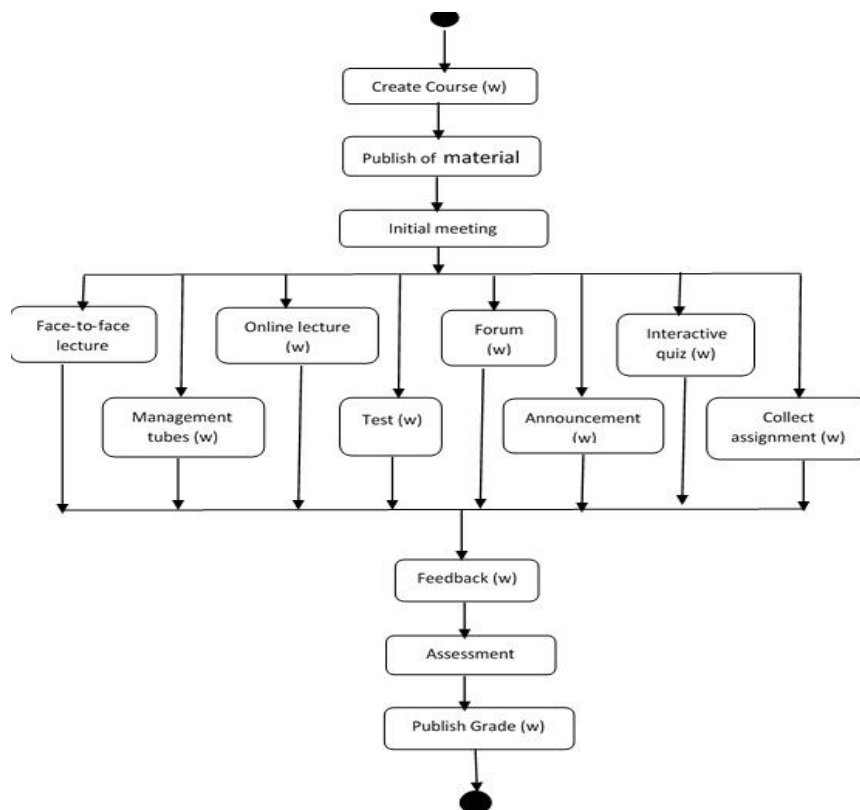 Create Course (w)
Publish of material
Initial meeting
Face-to-face
lecture
Online lecture
(w)
Forum
(w)
Interactive
quiz (w)
Management
tubes (w)
Test (w)
Announcement
(w)
Collect
assignment (w)
Feedback (w)
Assessment
Publish Grade (w)